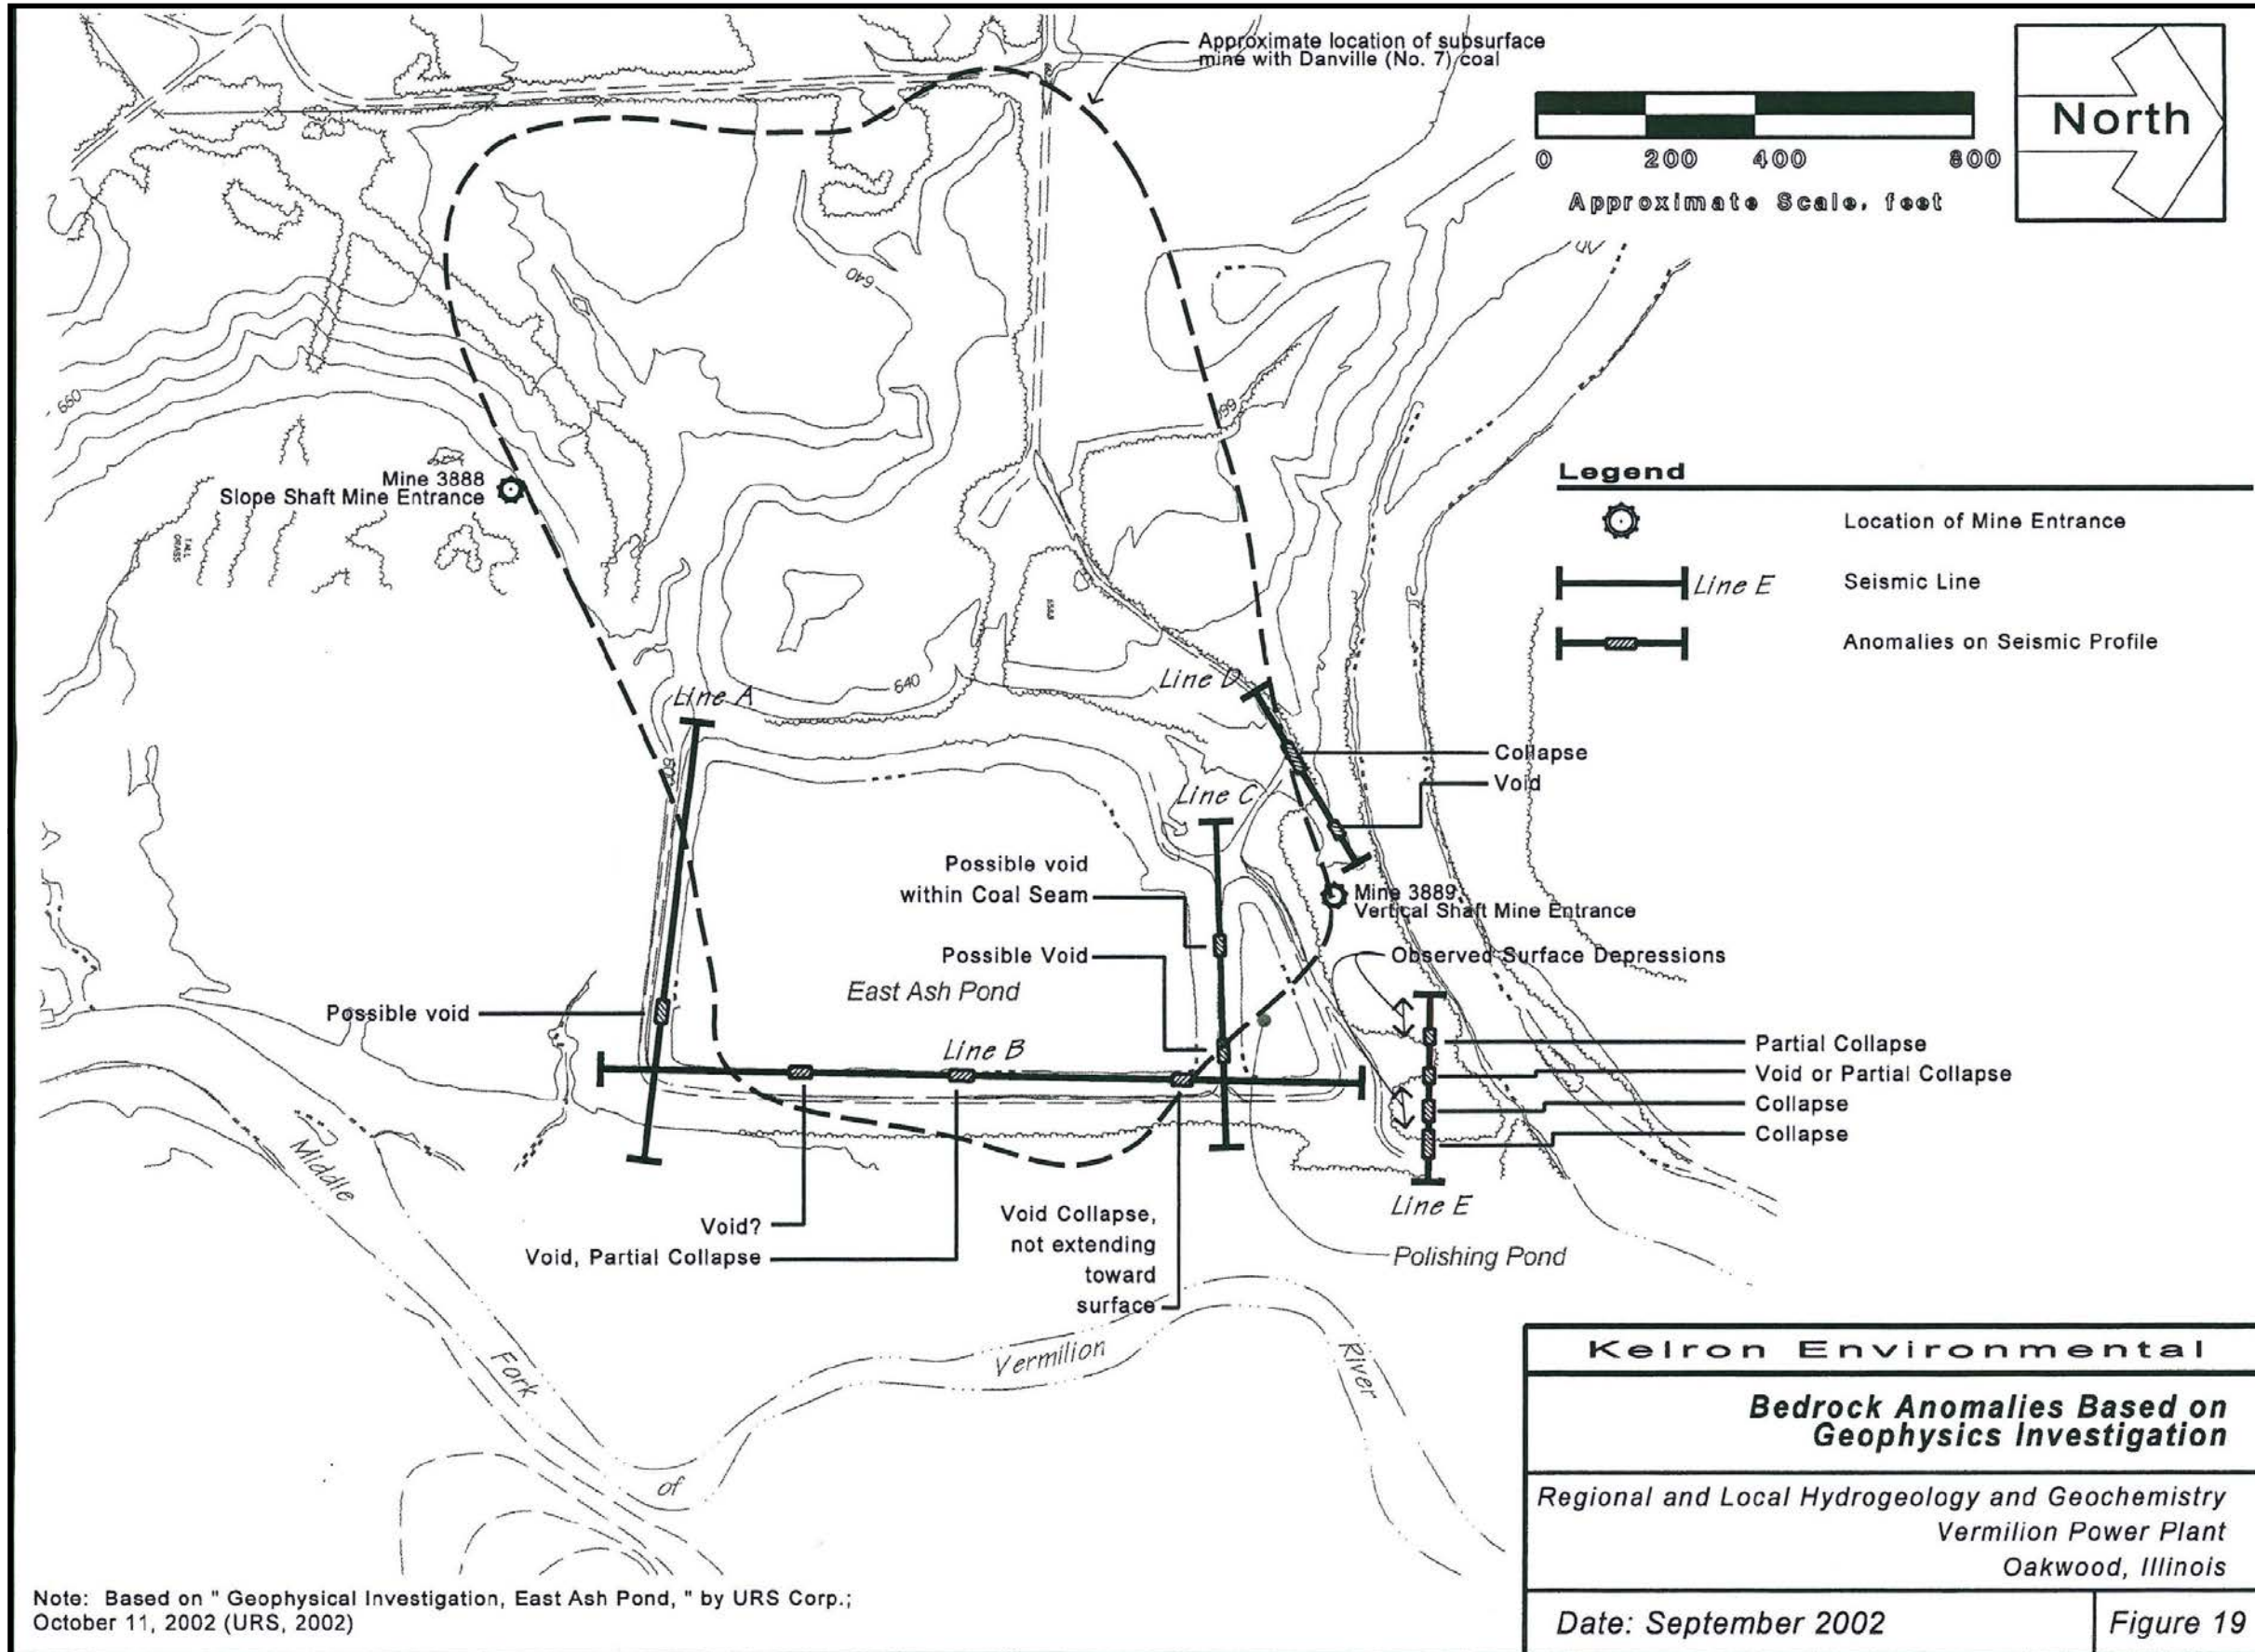 Approximate location of subsurface
mine with Danville (No. 7) coal
0 200 400 800
Approximate Scale, feet
North
640
660
660
Mine 3888
Slope Shaft Mine Entrance
TALL
GRASS
Legend
Location of Mine Entrance
Line E
Seismic Line
Anomalies on Seismic Profile
640
Line A
600
Line D
Collapse
Void
Line C
Possible void
within Coal Seam
Mine 3889
Vertical Shaft Mine Entrance
Possible Void
Observed Surface Depressions
East Ash Pond
Possible void
Line B
Partial Collapse
Void or Partial Collapse
Collapse
Collapse
Line E
Void?
Void, Partial Collapse
Void Collapse,
not extending
toward
surface
Polishing Pond
Middle
Fork
of
Vermilion
River
Kelron Environmental
Bedrock Anomalies Based on
Geophysics Investigation
Regional and Local Hydrogeology and Geochemistry
Vermilion Power Plant
Oakwood, Illinois
Date: September 2002
Figure 19
Note: Based on " Geophysical Investigation, East Ash Pond, " by URS Corp.;
October 11, 2002 (URS, 2002)